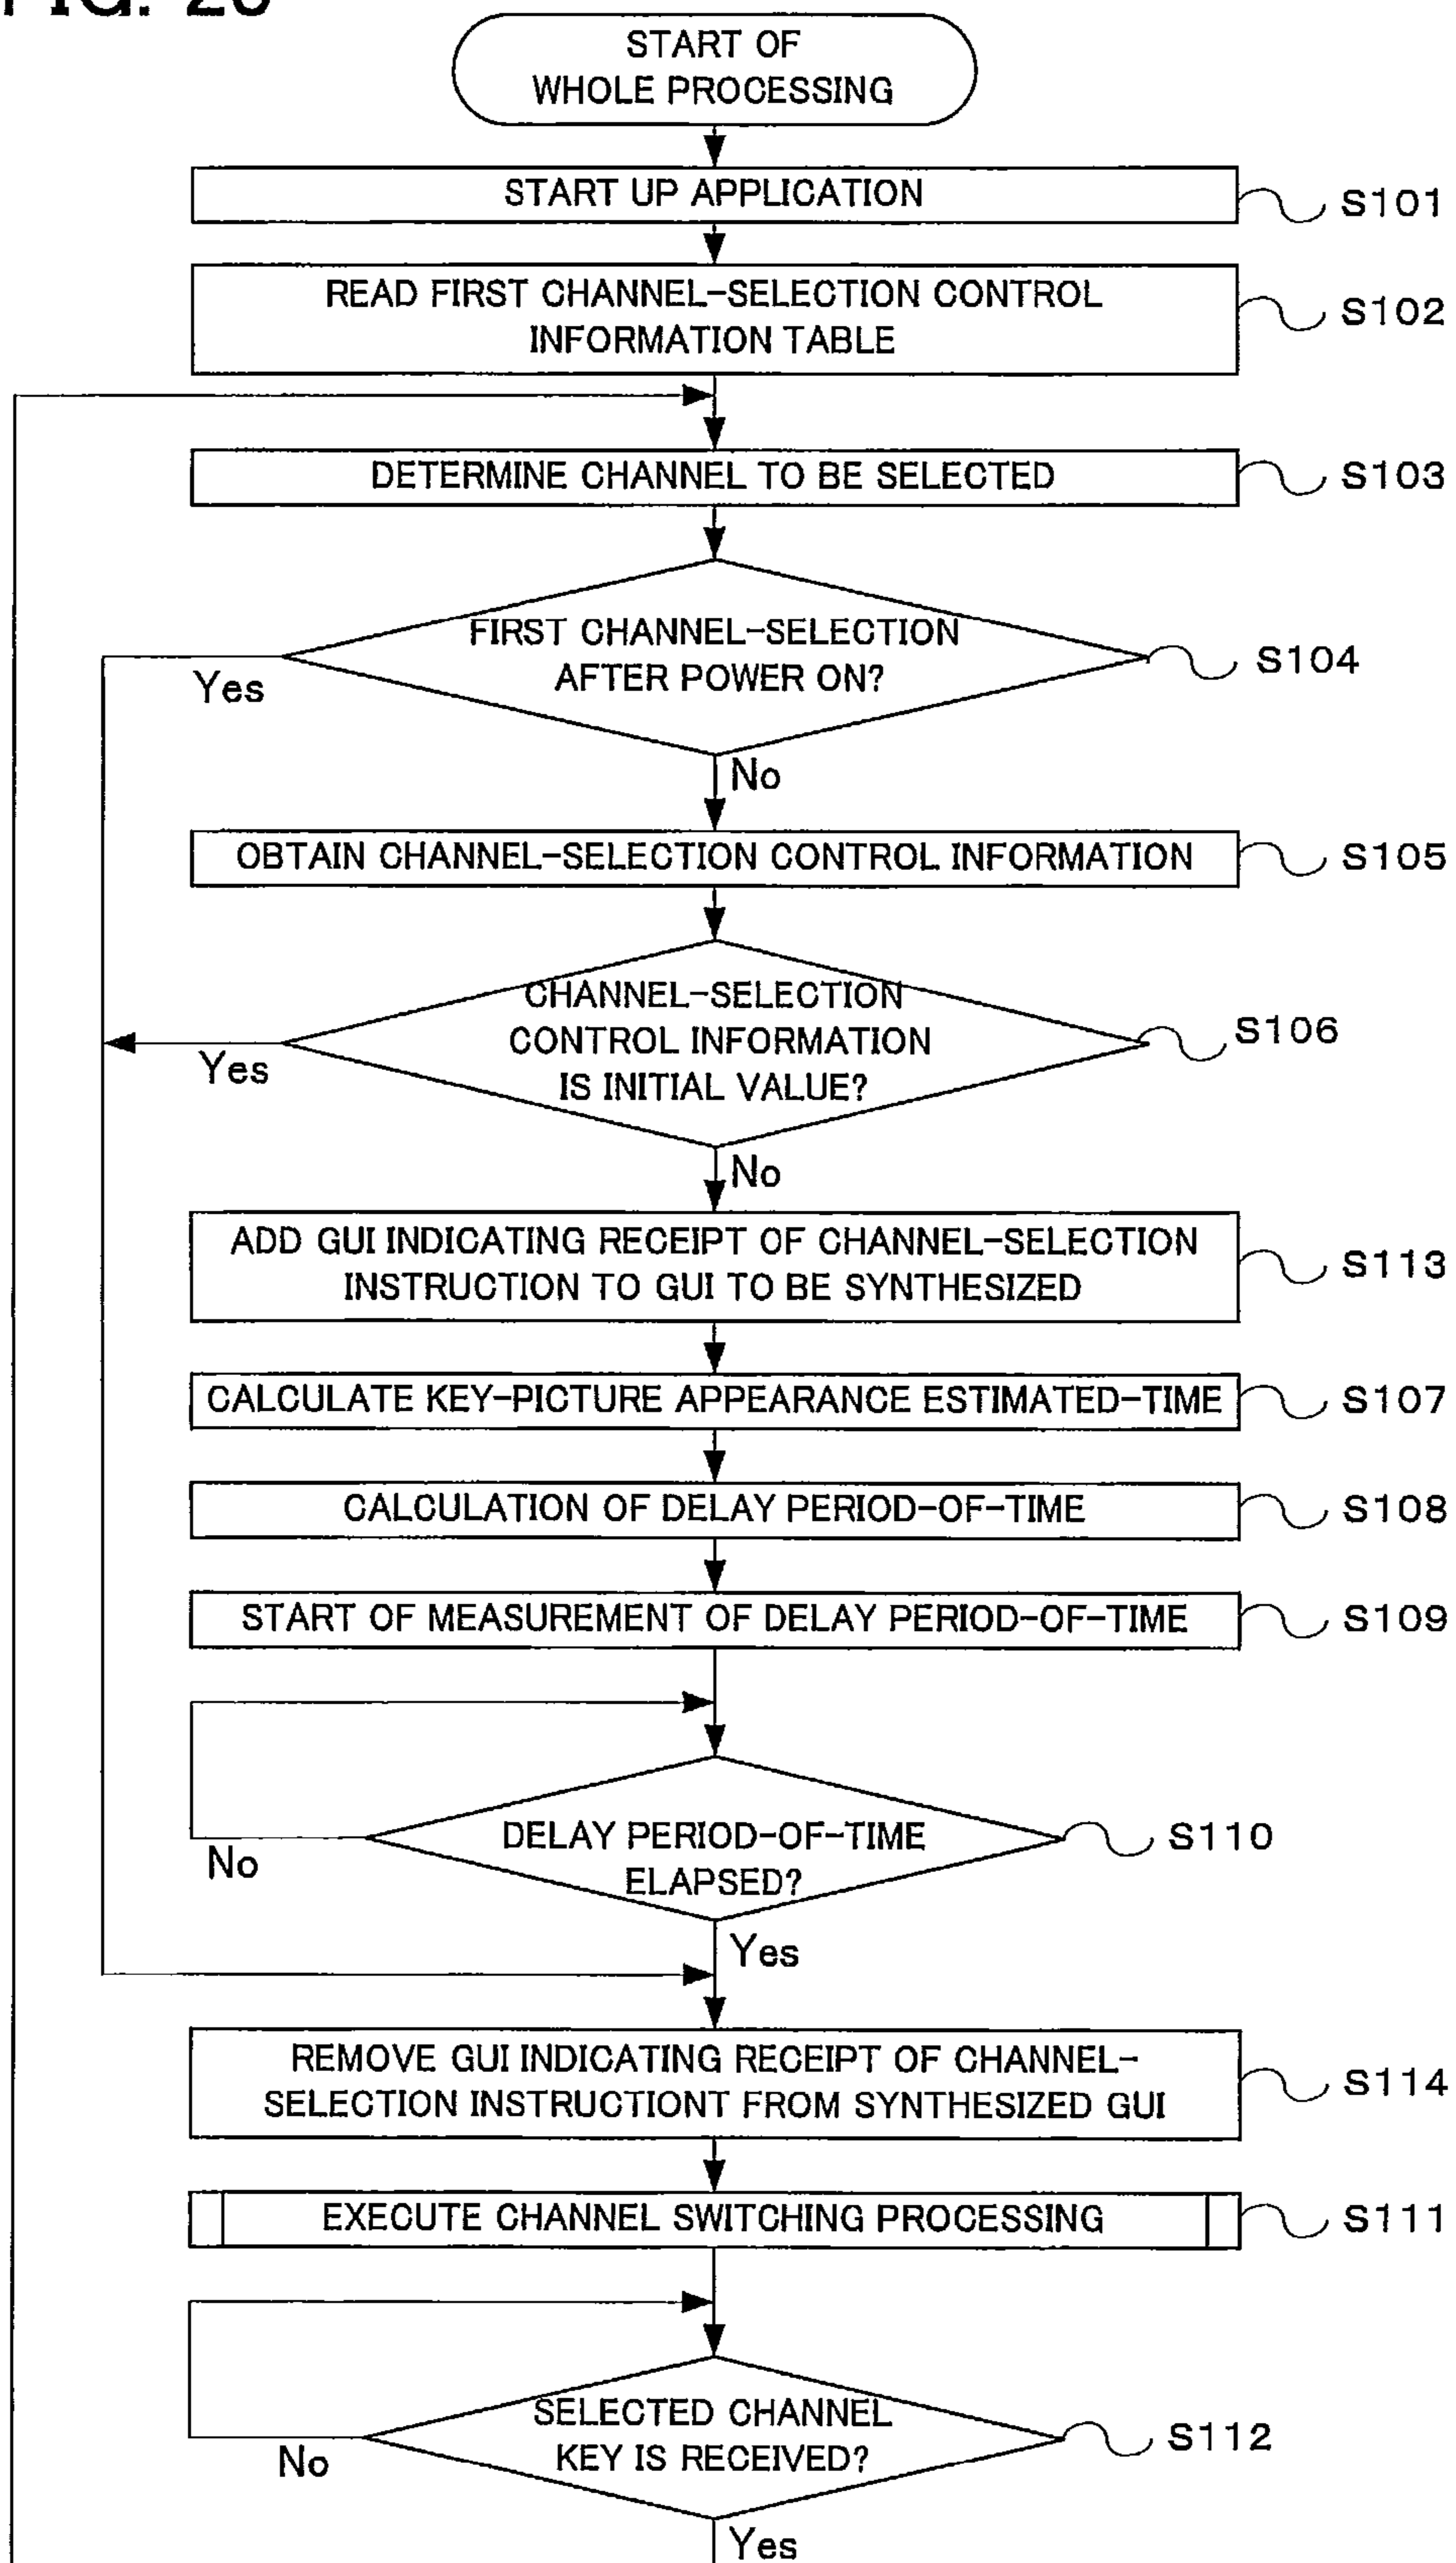 START OF
WHOLE PROCESSING
START UP APPLICATION
S101
READ FIRST CHANNEL-SELECTION CONTROL
INFORMATION TABLE
S102
DETERMINE CHANNEL TO BE SELECTED
S103
FIRST CHANNEL-SELECTION
AFTER POWER ON?
S104
Yes
No
OBTAIN CHANNEL-SELECTION CONTROL INFORMATION
S105
CHANNEL-SELECTION
CONTROL INFORMATION
IS INITIAL VALUE?
S106
Yes
No
ADD GUI INDICATING RECEIPT OF CHANNEL-SELECTION
INSTRUCTION TO GUI TO BE SYNTHESIZED
S113
CALCULATE KEY-PICTURE APPEARANCE ESTIMATED-TIME
S107
CALCULATION OF DELAY PERIOD-OF-TIME
S108
START OF MEASUREMENT OF DELAY PERIOD-OF-TIME
S109
DELAY PERIOD-OF-TIME
ELAPSED?
S110
No
Yes
REMOVE GUI INDICATING RECEIPT OF CHANNEL-
SELECTION INSTRUCTIONT FROM SYNTHESIZED GUI
S114
EXECUTE CHANNEL SWITCHING PROCESSING
S111
SELECTED CHANNEL
KEY IS RECEIVED?
S112
No
Yes